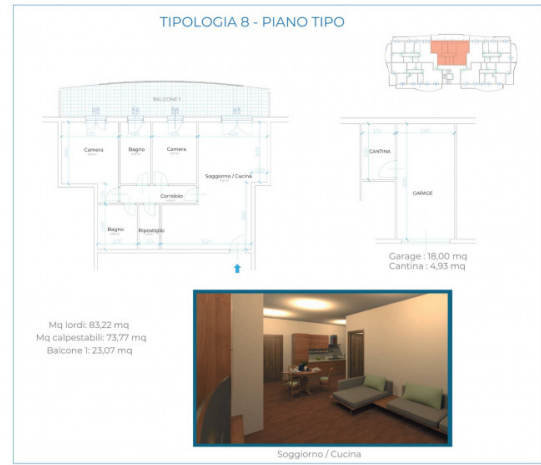 TIPOLOGIA 8 - PIANO TIPO
BALCONE 1
Camera
Bagno
Camera
Soggiorno / Cucina
Corridoio
Bagno
Ripostiglio
CANTINA
GARAGE
Garage : 18,00 mq
Cantina : 4,93 mq
Mq lordi: 83,22 mq
Mq calpestabili: 73,77 mq
Balcone 1: 23,07 mq
Soggiorno / Cucina